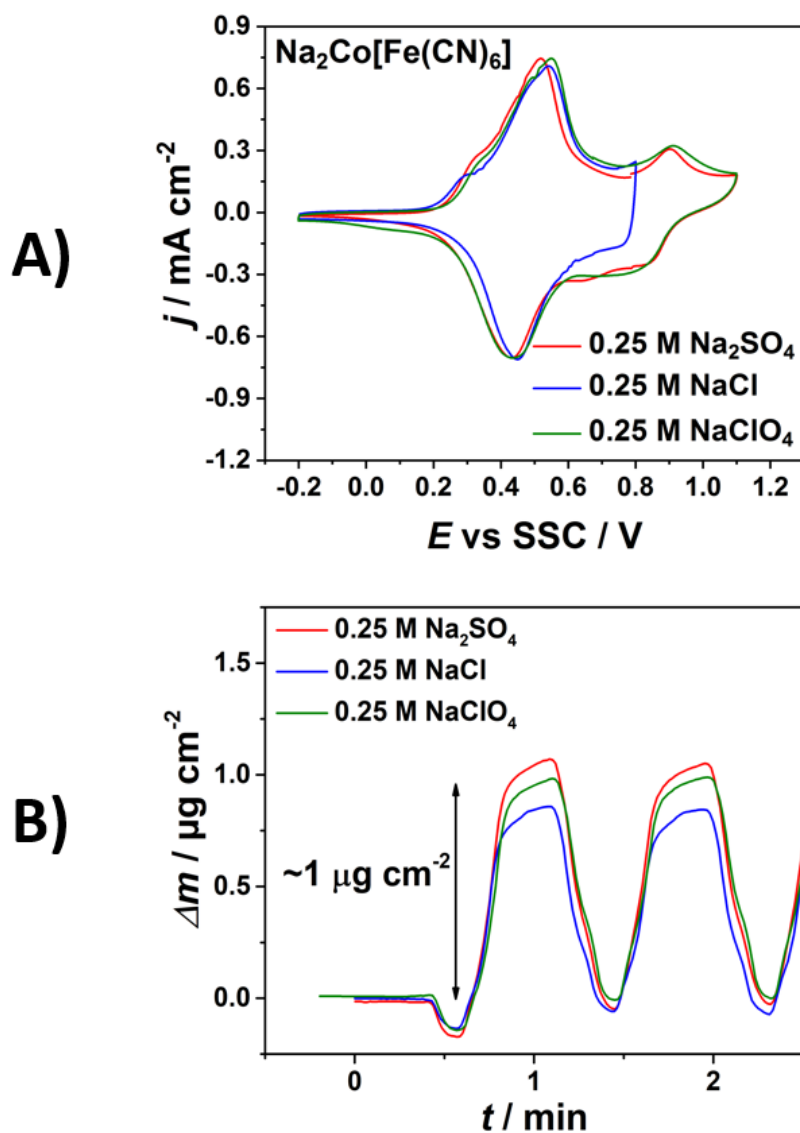 A)
Na₂Co[Fe(CN)₆]
0.9
0.6
0.3
0.0
-0.3
-0.6
-0.9
-1.2
j / mA cm⁻²
0.25 M Na₂SO₄
0.25 M NaCl
0.25 M NaClO₄
-0.2 0.0 0.2 0.4 0.6 0.8 1.0 1.2
E vs SSC / V
B)
0.25 M Na₂SO₄
0.25 M NaCl
0.25 M NaClO₄
1.5
1.0
0.5
0.0
Δm / µg cm⁻²
~1 µg cm⁻²
0 1 2
t / min